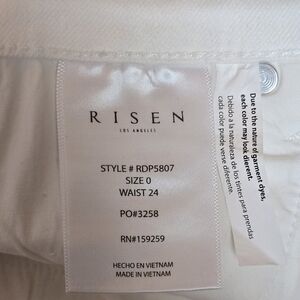 RISEN
LOS ANGELES
STYLE # RDP5807
SIZE 0
WAIST 24
PO#3258
RN#159259
HECHO EN VIETNAM
MADE IN VIETNAM
Due to the nature of garment dyes,
each color may look dierent.
Debido a la naturaleza de los tintes para prendas
cada color puede verse diferente.